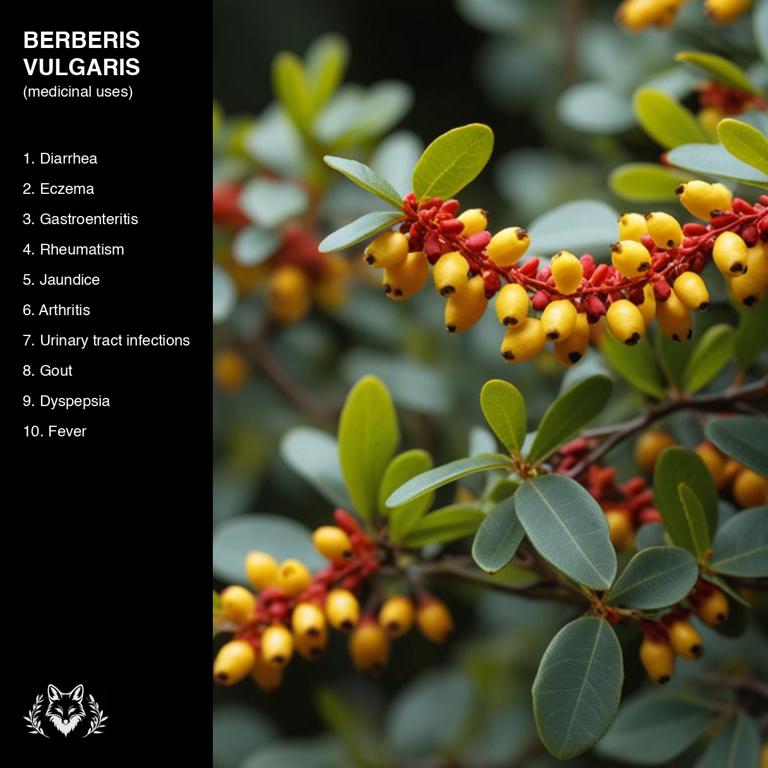 BERBERIS
VULGARIS
(medicinal uses)
1. Diarrhea
2. Eczema
3. Gastroenteritis
4. Rheumatism
5. Jaundice
6. Arthritis
7. Urinary tract infections
8. Gout
9. Dyspepsia
10. Fever